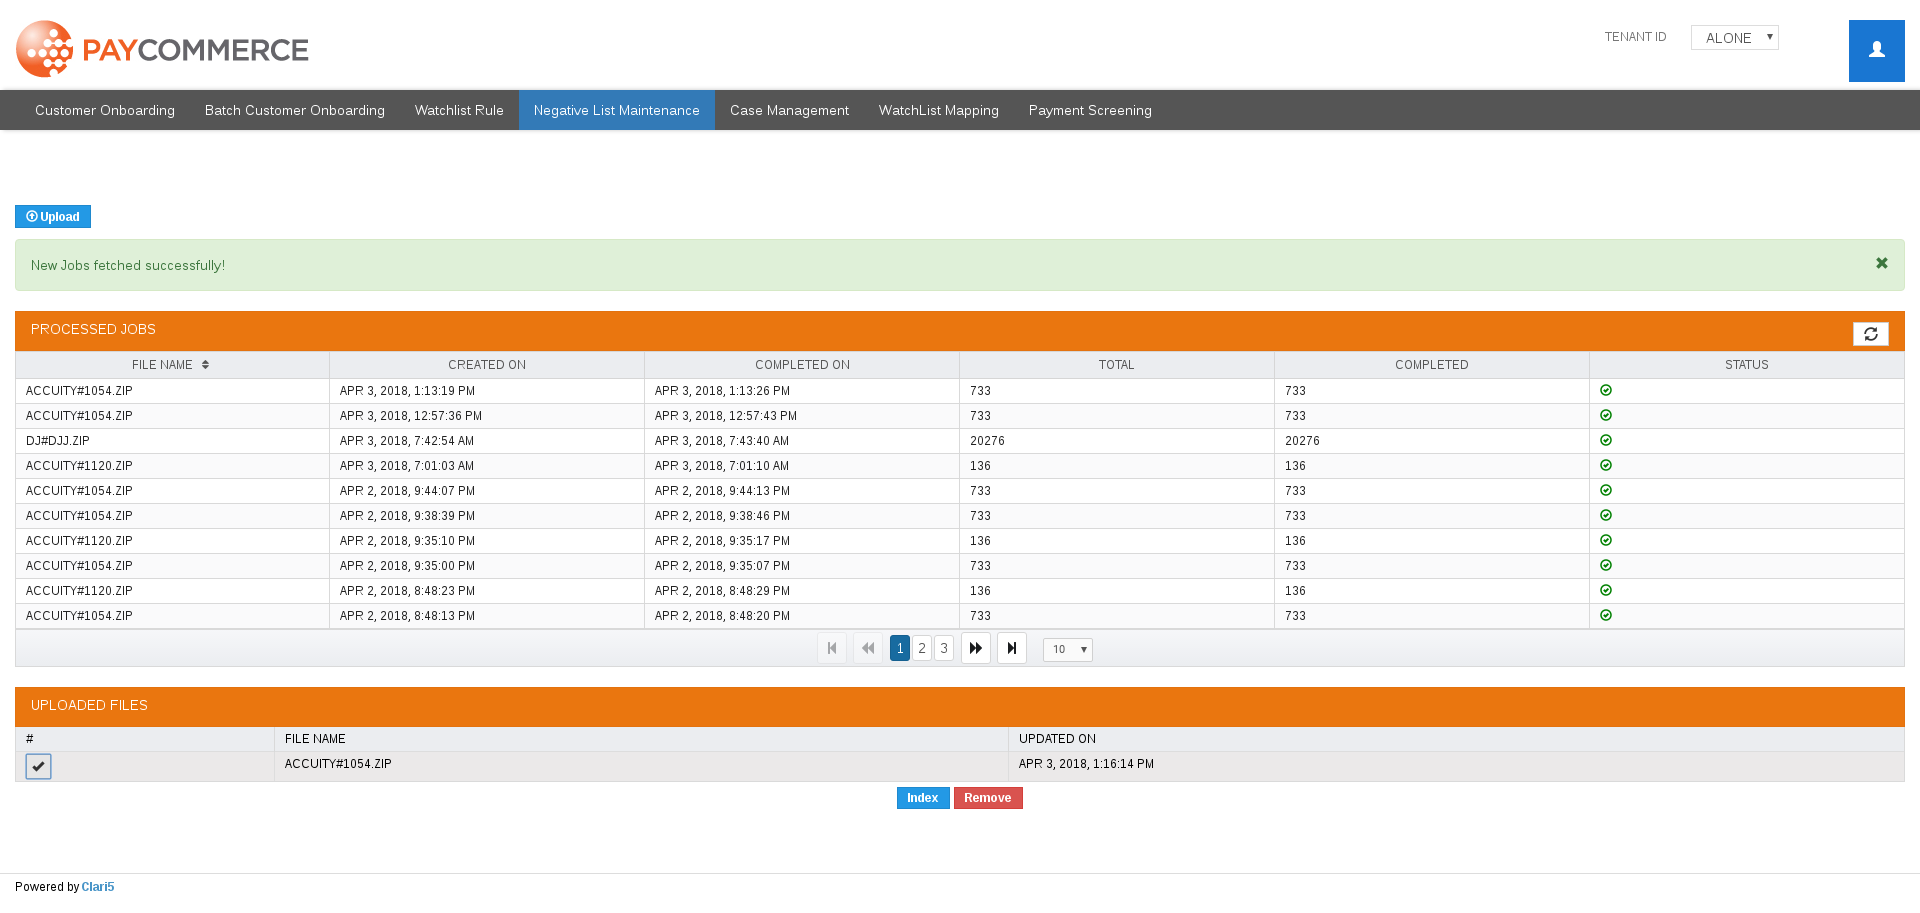 PAYCOMMERCE
TENANT ID ALONE
Customer Onboarding Batch Customer Onboarding Watchlist Rule Negative List Maintenance Case Management WatchList Mapping Payment Screening
Upload
New Jobs fetched successfully!
PROCESSED JOBS
FILE NAME CREATED ON COMPLETED ON TOTAL COMPLETED STATUS
ACCUITY#1054.ZIP APR 3, 2018, 1:13:19 PM APR 3, 2018, 1:13:26 PM 733 733
ACCUITY#1054.ZIP APR 3, 2018, 12:57:36 PM APR 3, 2018, 12:57:43 PM 733 733
DJ#DJJ.ZIP APR 3, 2018, 7:42:54 AM APR 3, 2018, 7:43:40 AM 20276 20276
ACCUITY#1120.ZIP APR 3, 2018, 7:01:03 AM APR 3, 2018, 7:01:10 AM 136 136
ACCUITY#1054.ZIP APR 2, 2018, 9:44:07 PM APR 2, 2018, 9:44:13 PM 733 733
ACCUITY#1054.ZIP APR 2, 2018, 9:38:39 PM APR 2, 2018, 9:38:46 PM 733 733
ACCUITY#1120.ZIP APR 2, 2018, 9:35:10 PM APR 2, 2018, 9:35:17 PM 136 136
ACCUITY#1054.ZIP APR 2, 2018, 9:35:00 PM APR 2, 2018, 9:35:07 PM 733 733
ACCUITY#1120.ZIP APR 2, 2018, 8:48:23 PM APR 2, 2018, 8:48:29 PM 136 136
ACCUITY#1054.ZIP APR 2, 2018, 8:48:13 PM APR 2, 2018, 8:48:20 PM 733 733
1 2 3 10
UPLOADED FILES
# FILE NAME UPDATED ON
ACCUITY#1054.ZIP APR 3, 2018, 1:16:14 PM
Index Remove
Powered by Clari5